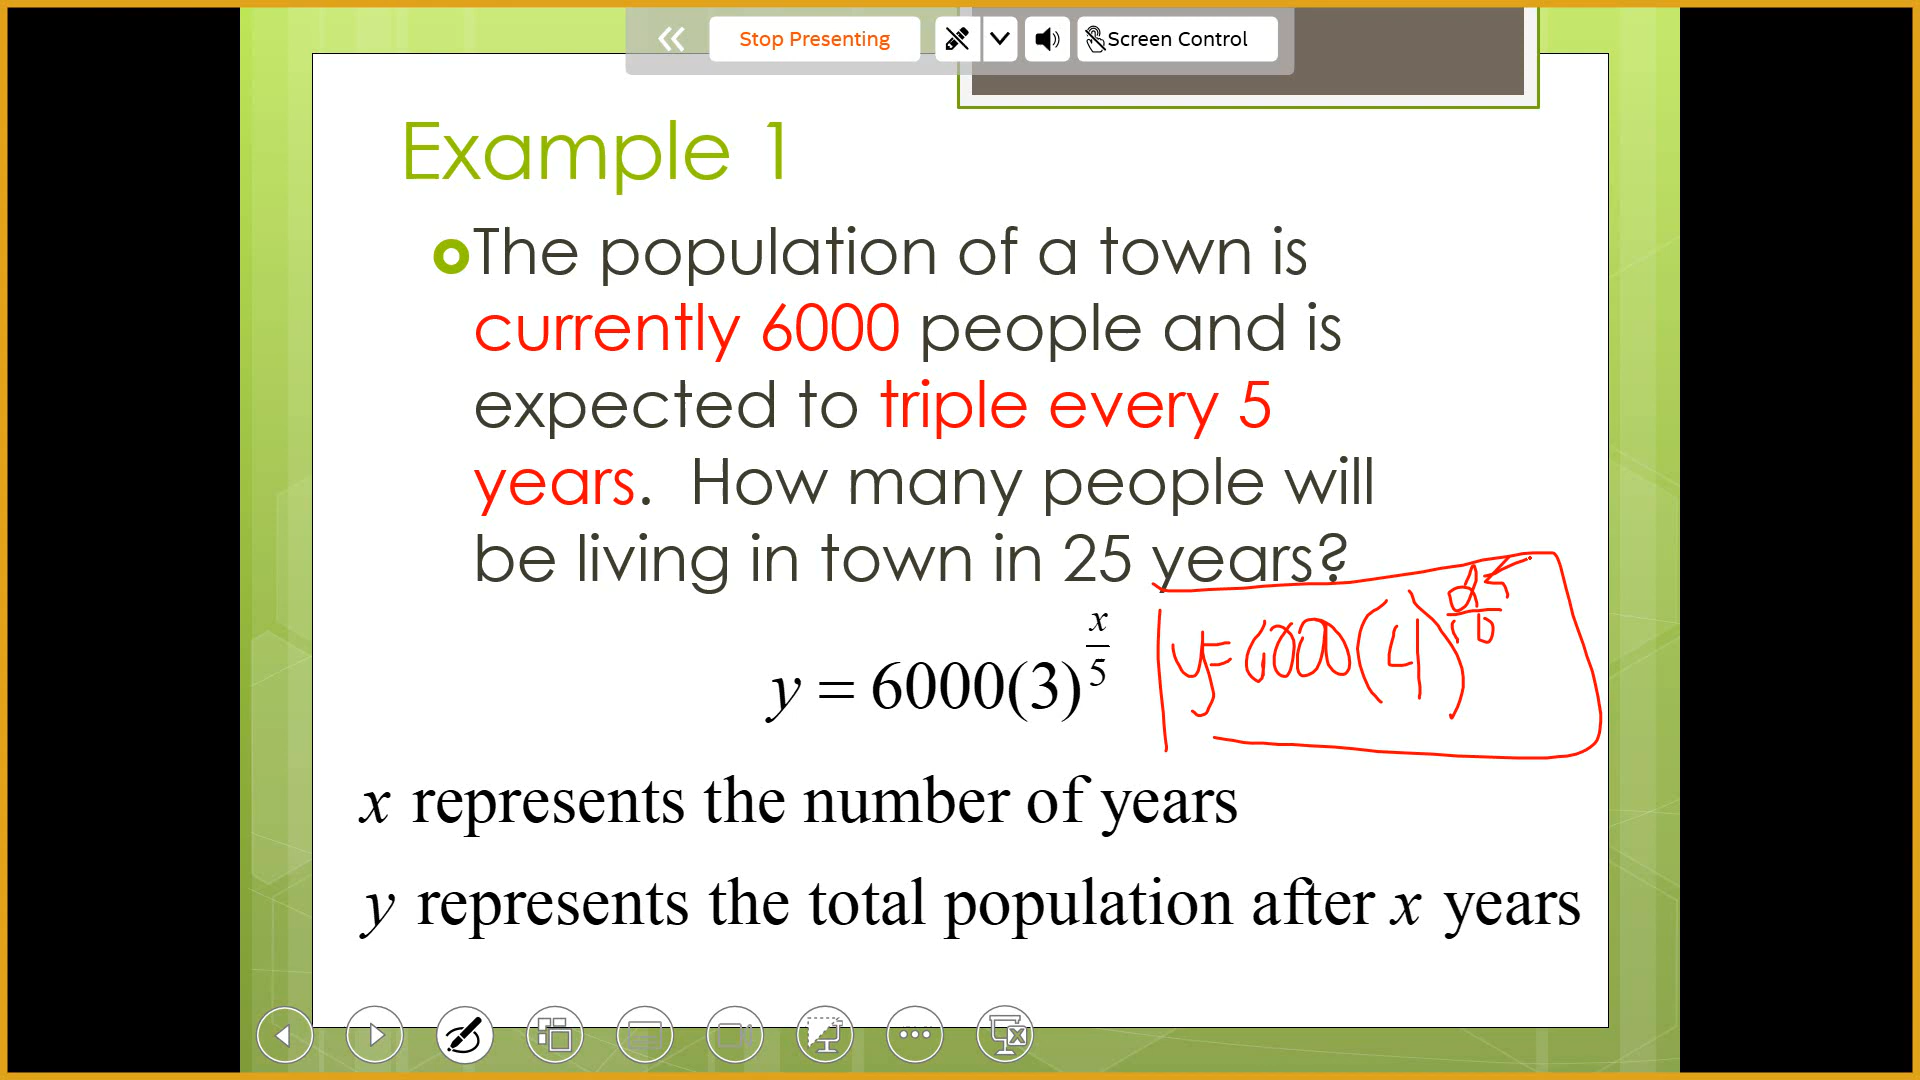 Stop Presenting
Screen Control
Example 1
The population of a town is
currently 6000 people and is
expected to triple every 5
years. How many people will
be living in town in 25 years?
y = 6000(3)^(x/5)
y=6000(4)^(25/10)
x represents the number of years
y represents the total population after x years